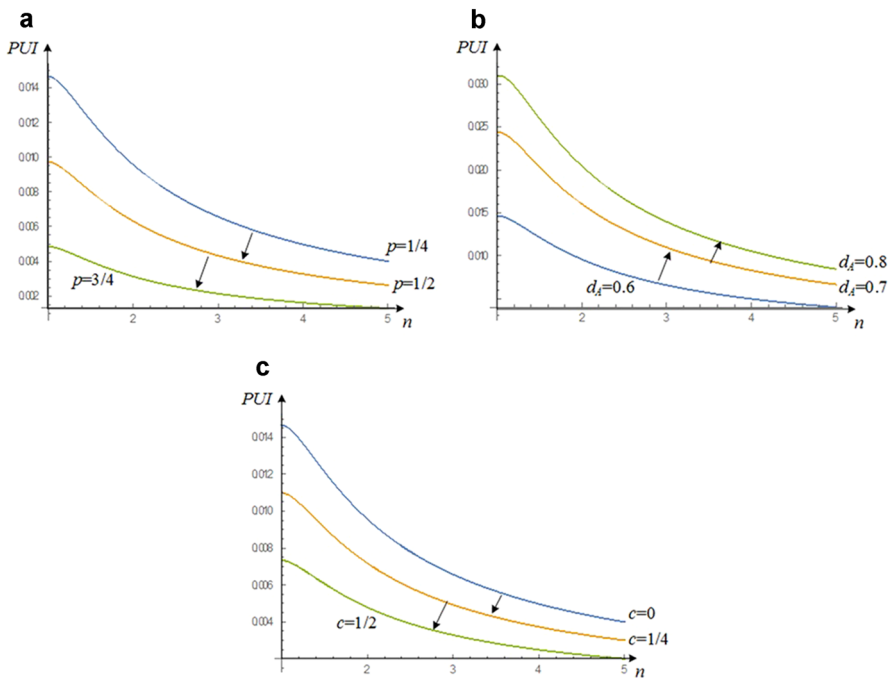 a
PUI
0.014
0.012
0.010
0.008
0.006
0.004
0.002
p=1/4
p=1/2
p=3/4
1
2
3
4
5
n
b
PUI
0.030
0.025
0.020
0.015
0.010
d_A=0.8
d_A=0.7
d_A=0.6
1
2
3
4
5
n
c
PUI
0.014
0.012
0.010
0.008
0.006
0.004
c=0
c=1/4
c=1/2
1
2
3
4
5
n